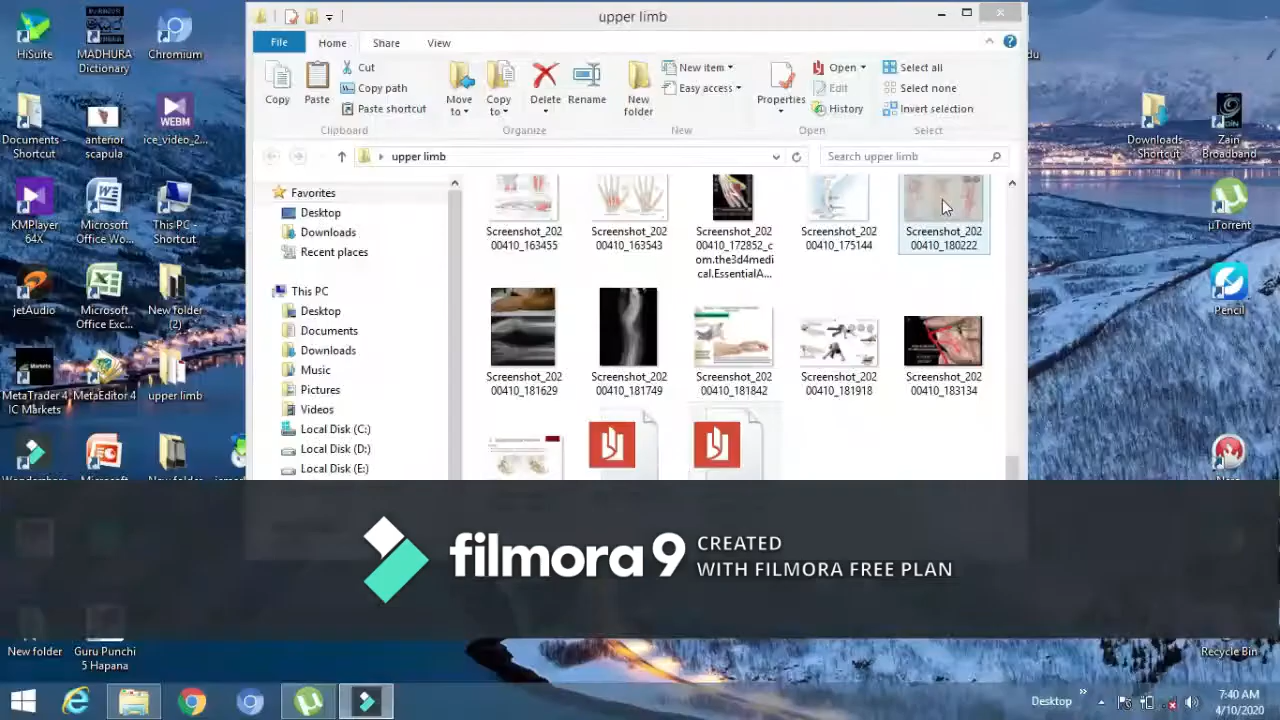 upper limb
File
Home
Share
View
Copy
Paste
Cut
Copy path
Paste shortcut
Clipboard
Move to
Copy to
Delete
Rename
Organize
New folder
New item
Easy access
New
Properties
Open
Edit
History
Open
Select all
Select none
Invert selection
Select
upper limb
Search upper limb
Favorites
Desktop
Downloads
Recent places
This PC
Desktop
Documents
Downloads
Music
Pictures
Videos
Local Disk (C:)
Local Disk (D:)
Local Disk (E:)
Screenshot_202
00410_163455
Screenshot_202
00410_163543
Screenshot_202
00410_172852_c
om.the3d4medi
cal.EssentialA...
Screenshot_202
00410_175144
Screenshot_202
00410_180222
Screenshot_202
00410_181629
Screenshot_202
00410_181749
Screenshot_202
00410_181842
Screenshot_202
00410_181918
Screenshot_202
00410_183134
HiSuite
MADHURA
Dictionary
Chromium
Documents -
Shortcut
anterior
scapula
WEBM
ice_video_2...
KMPlayer
64X
Microsoft
Office Wo...
This PC -
Shortcut
jetAudio
Microsoft
Office Exc...
New folder
(2)
MetaTrader 4
IC Markets
MetaEditor 4
upper limb
Downloads -
Shortcut
Zain
Broadband
µTorrent
Pencil
filmora 9
CREATED
WITH FILMORA FREE PLAN
New folder
Guru Punchi
5 Hapana
Recycle Bin
Desktop
7:40 AM
4/10/2020